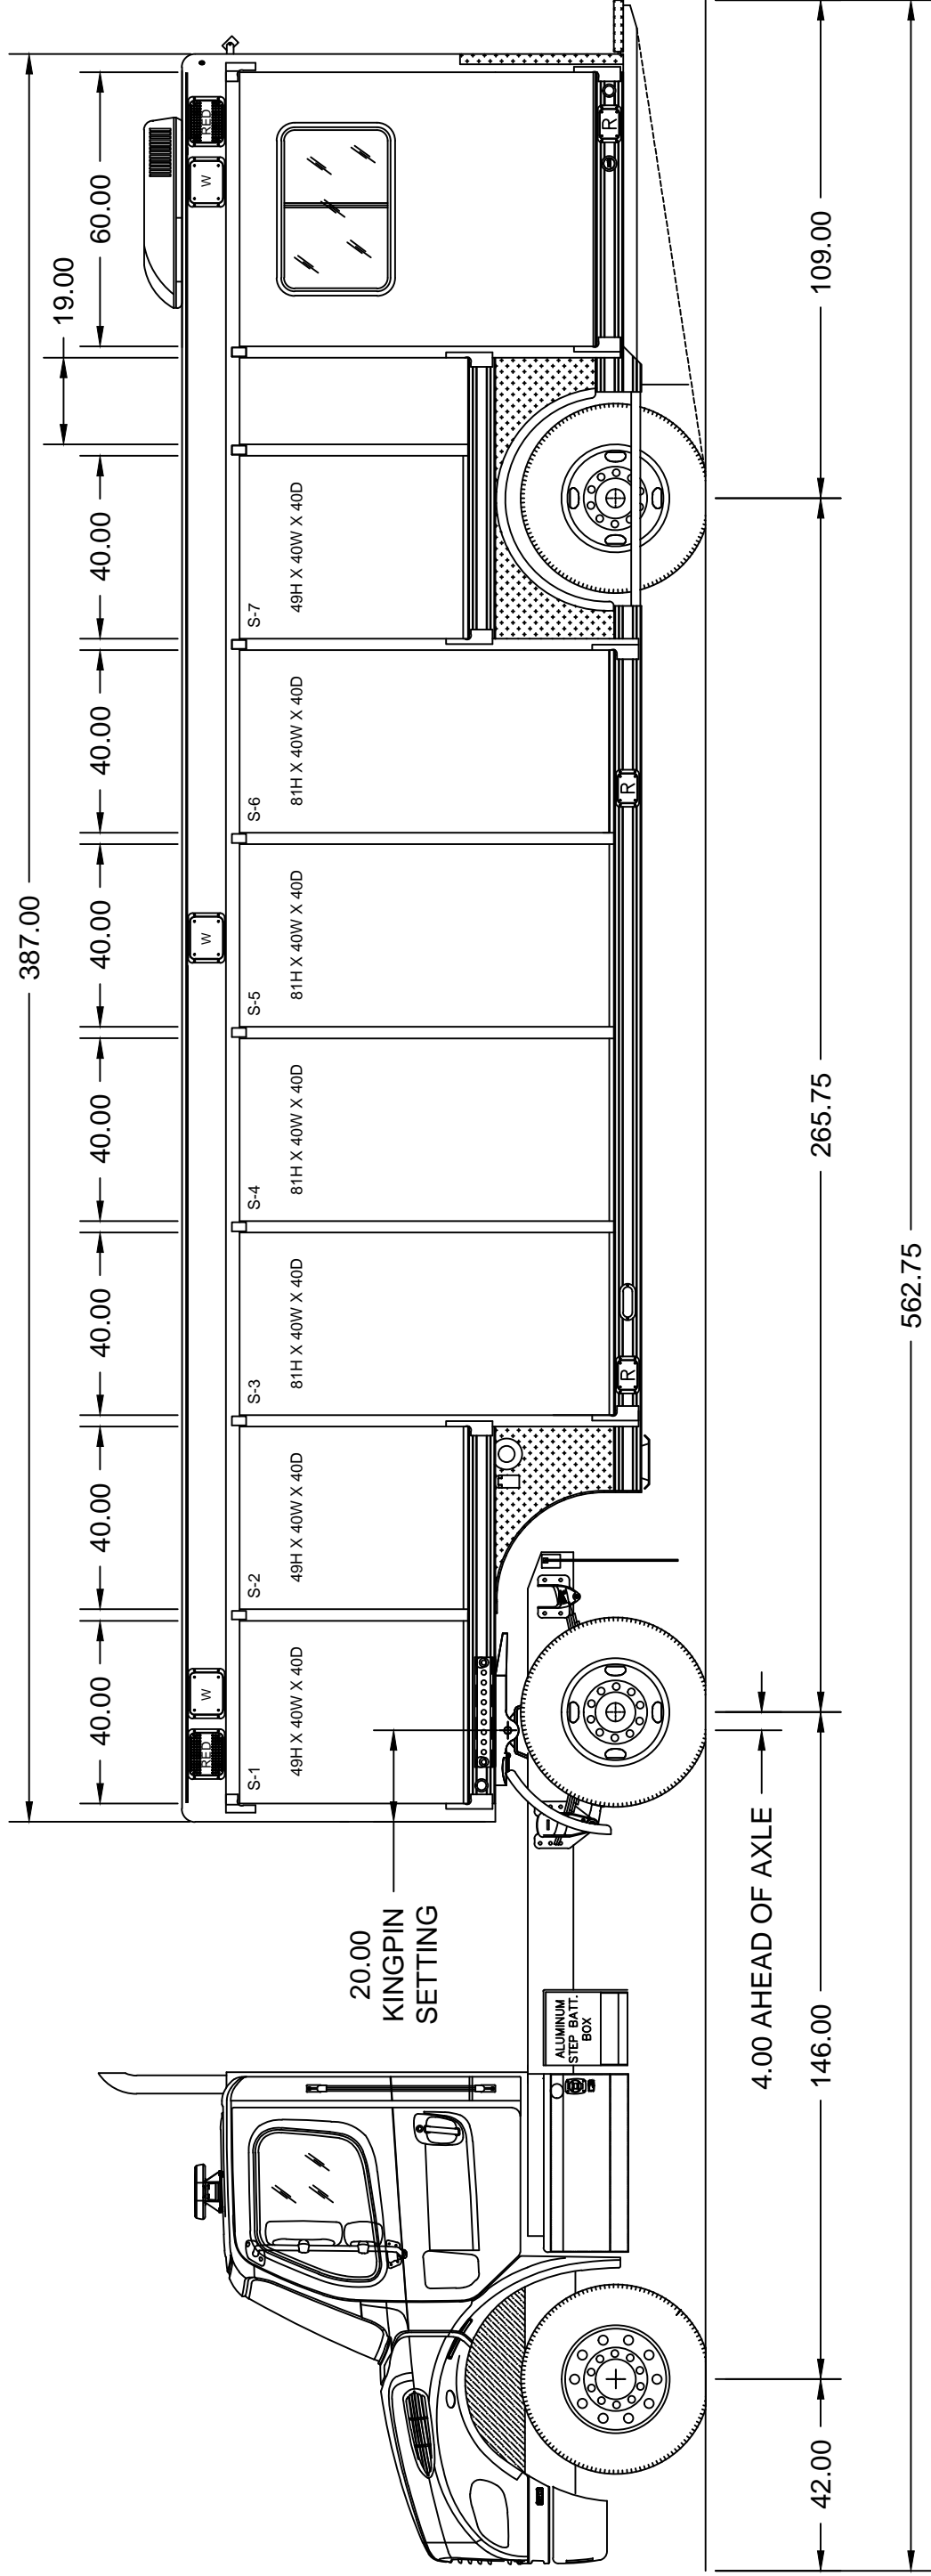 387.00
40.00
40.00
40.00
40.00
40.00
40.00
40.00
19.00
60.00
RED
W
W
W
RED
S-1
49H X 40W X 40D
S-2
49H X 40W X 40D
S-3
81H X 40W X 40D
S-4
81H X 40W X 40D
S-5
81H X 40W X 40D
S-6
81H X 40W X 40D
S-7
49H X 40W X 40D
20.00
KINGPIN
SETTING
R
R
R
ALUMINUM
STEP BATT.
BOX
4.00 AHEAD OF AXLE
42.00
146.00
265.75
109.00
562.75